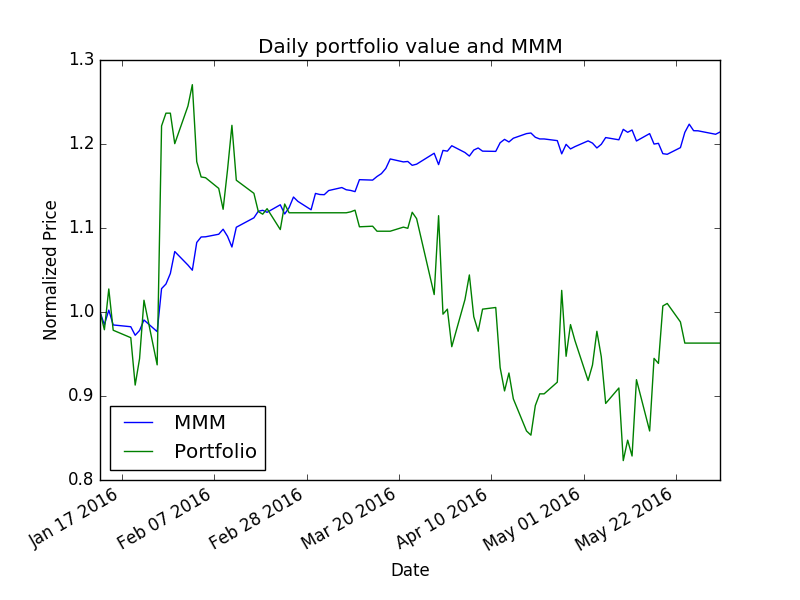 Daily portfolio value and MMM
1.3
1.2
1.1
1.0
0.9
0.8
Normalized Price
MMM
Portfolio
Jan 17 2016
Feb 07 2016
Feb 28 2016
Mar 20 2016
Apr 10 2016
May 01 2016
May 22 2016
Date